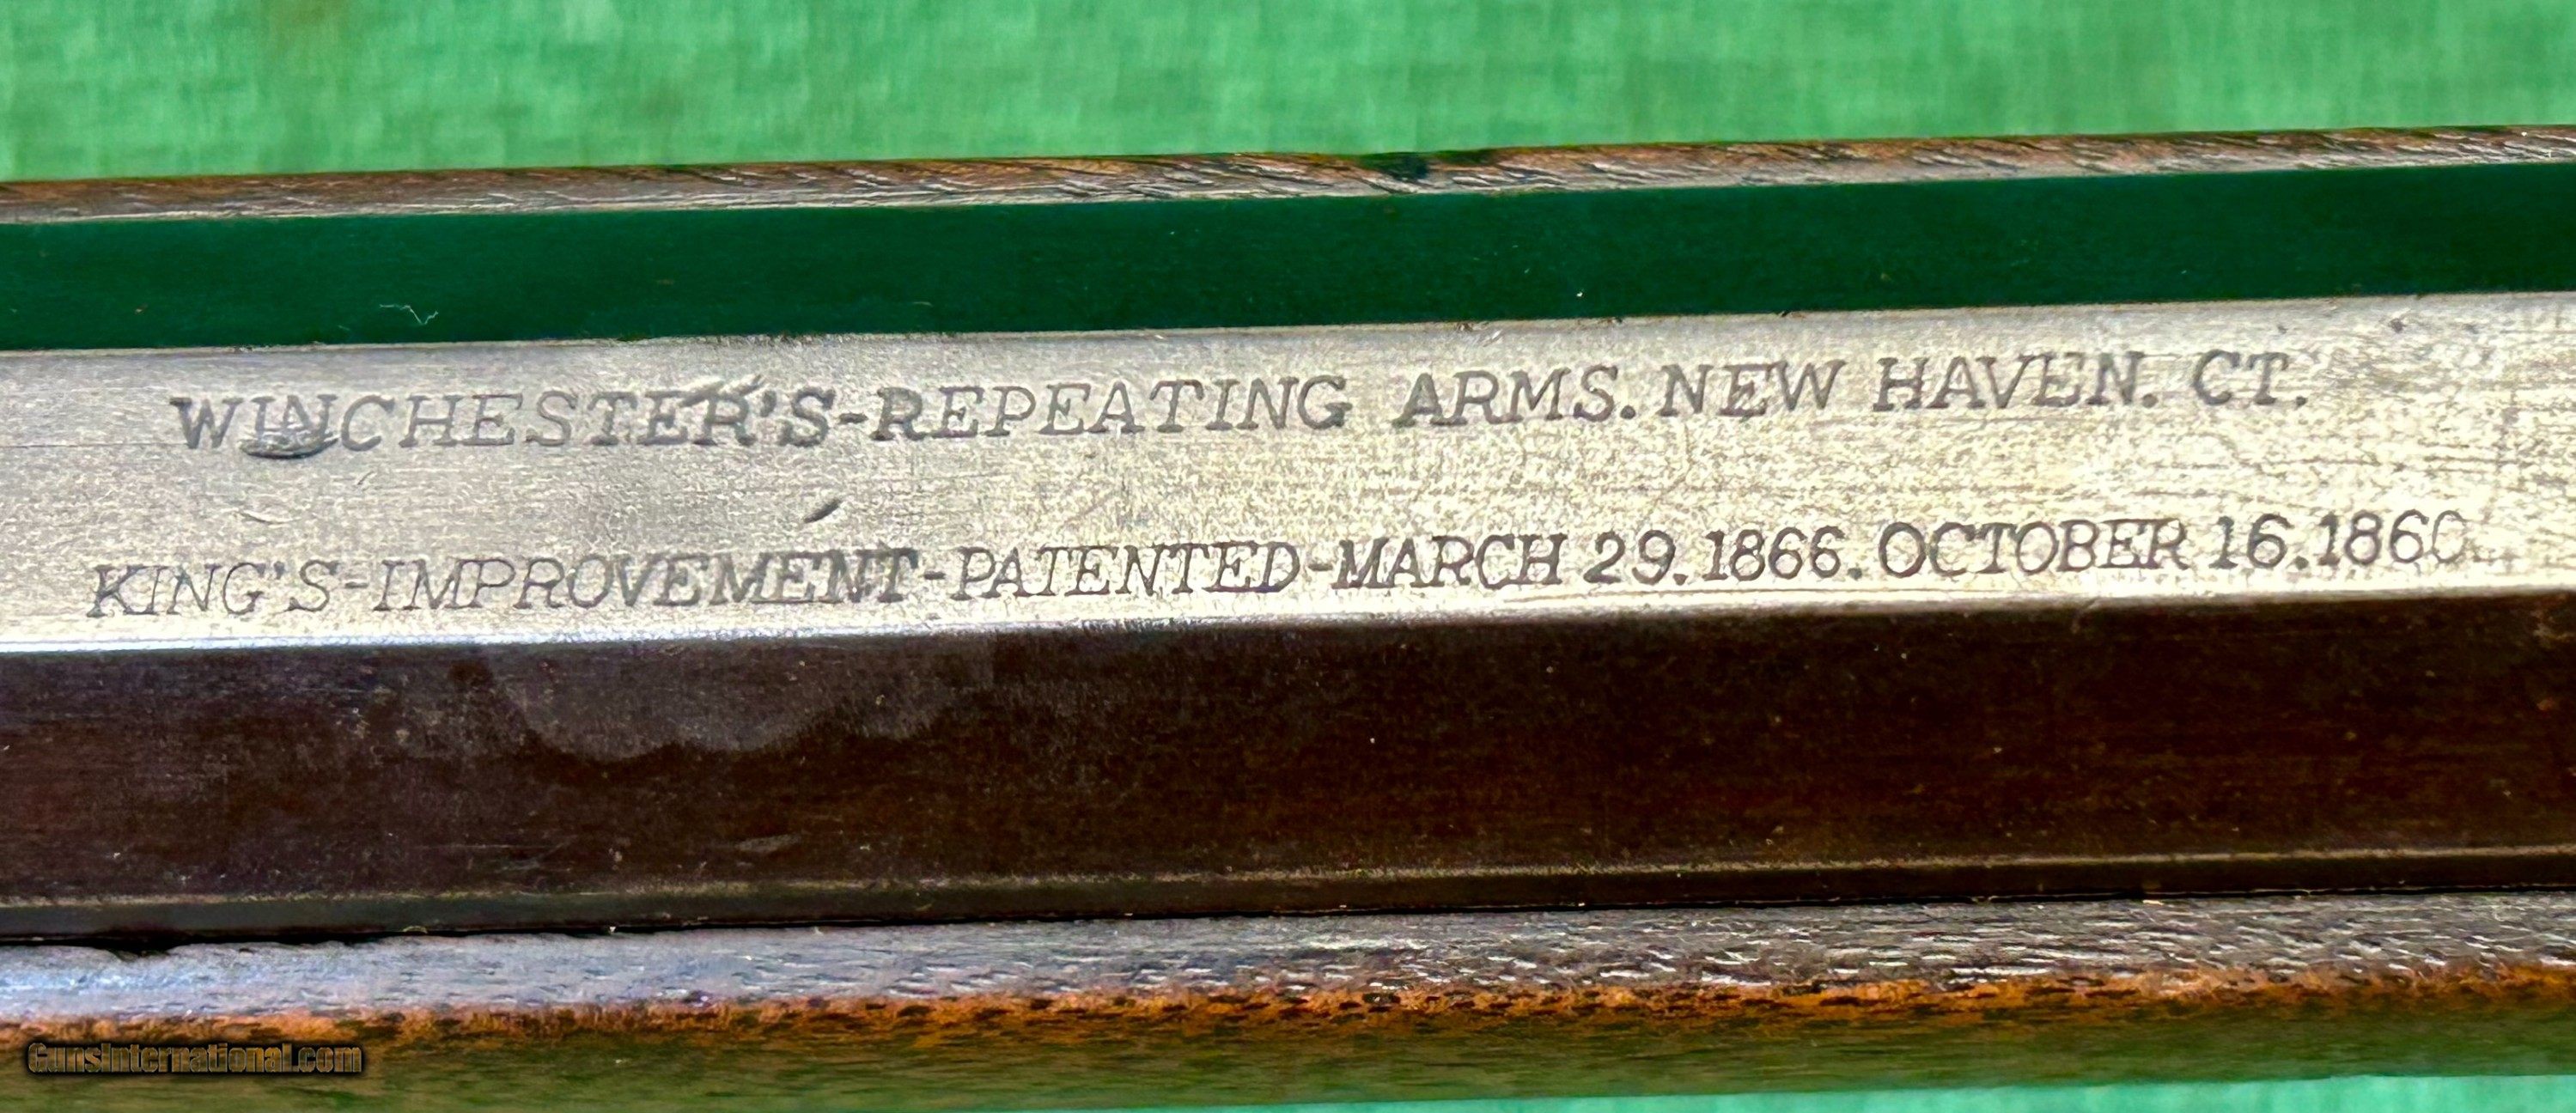 WINCHESTER'S-REPEATING ARMS. NEW HAVEN. CT.
KING'S-IMPROVEMENT-PATENTED-MARCH 29. 1866. OCTOBER 16. 1860.
GunsInternational.com